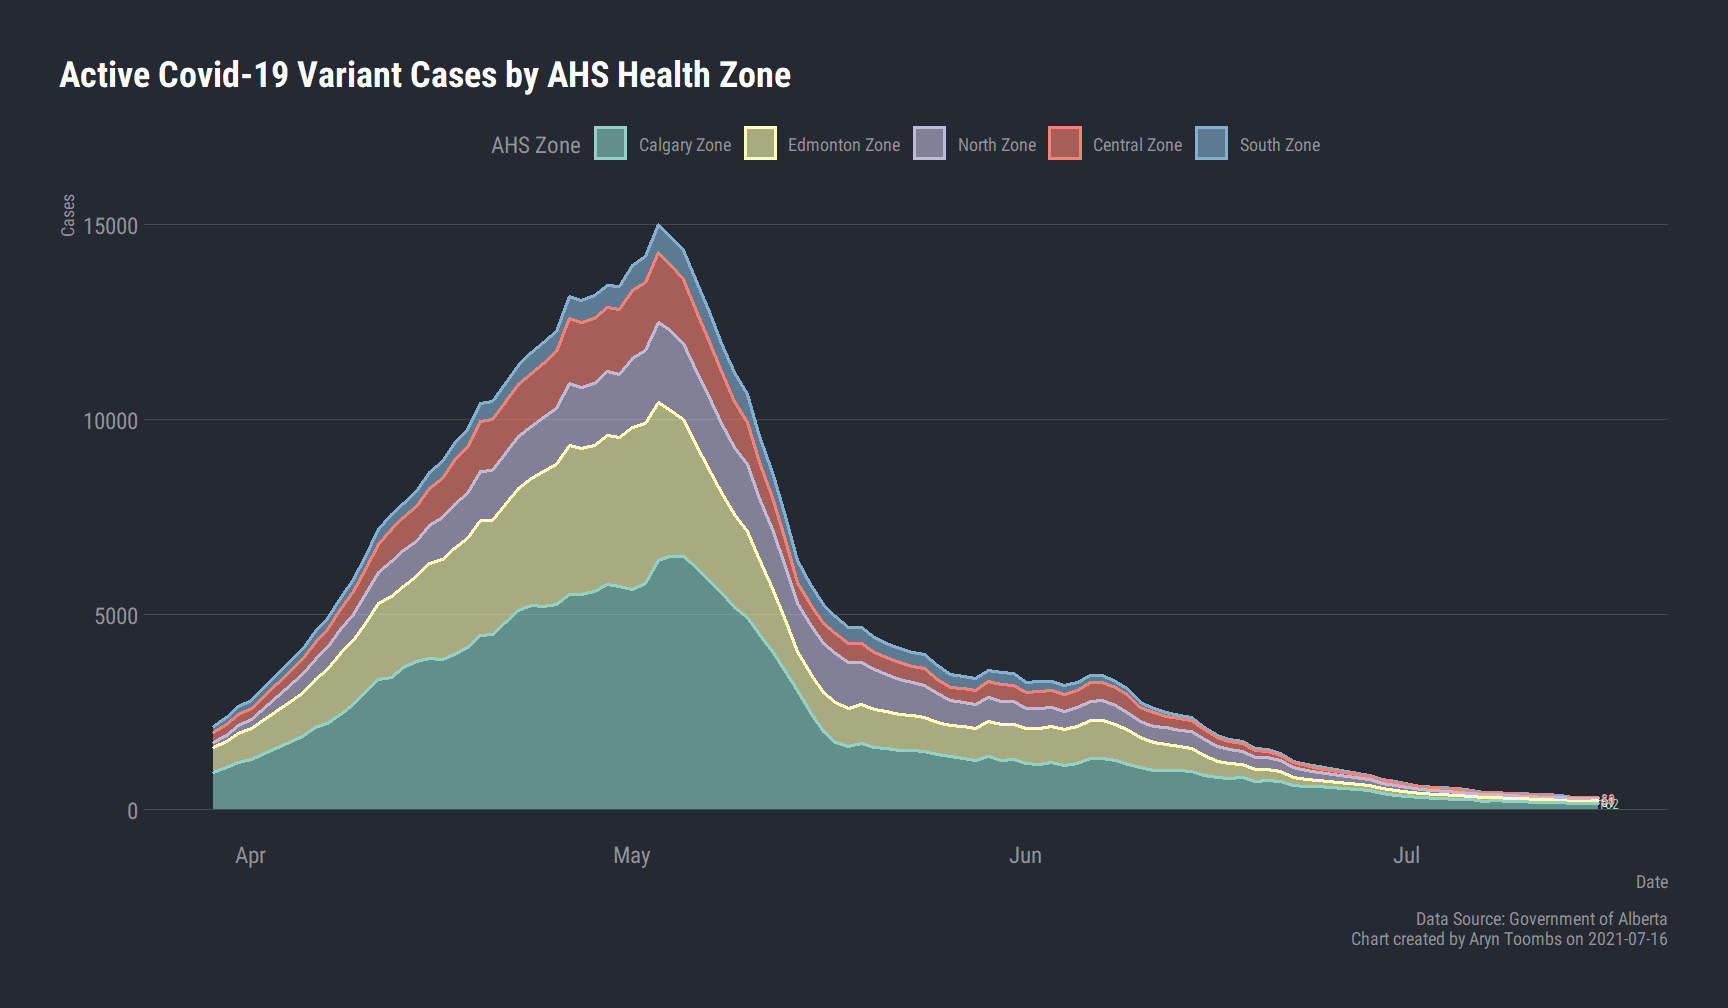 Active Covid-19 Variant Cases by AHS Health Zone
AHS Zone Calgary Zone Edmonton Zone North Zone Central Zone South Zone
Cases
15000
10000
5000
0
Apr May Jun Jul
Date
Data Source: Government of Alberta
Chart created by Aryn Toombs on 2021-07-16